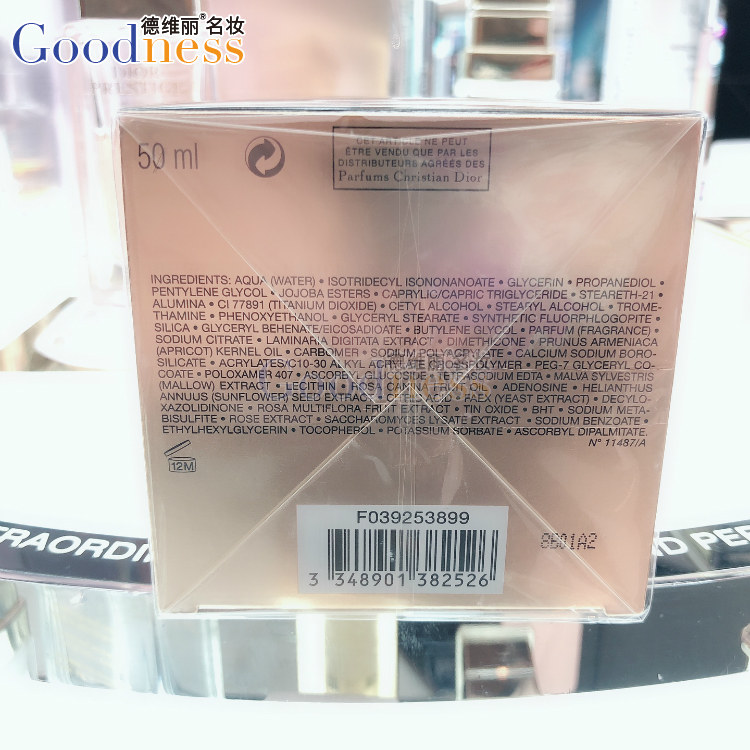 德维丽®名妆
Goodness
50 ml
CET ARTICLE NE PEUT
ÊTRE VENDU QUE PAR LES
DISTRIBUTEURS AGRÉÉS DES
Parfums Christian Dior
INGREDIENTS: AQUA (WATER) • ISOTRIDECYL ISONONANOATE • GLYCERIN • PROPANEDIOL •
PENTYLENE GLYCOL • JOJOBA ESTERS • CAPRYLIC/CAPRIC TRIGLYCERIDE • STEARETH-21 •
ALUMINA • CI 77891 (TITANIUM DIOXIDE) • CETYL ALCOHOL • STEARYL ALCOHOL • TROME-
THAMINE • PHENOXYETHANOL • GLYCERYL STEARATE • SYNTHETIC FLUORPHLOGOPITE •
SILICA • GLYCERYL BEHENATE/EICOSADIOATE • BUTYLENE GLYCOL • PARFUM (FRAGRANCE) •
SODIUM CITRATE • LAMINARIA DIGITATA EXTRACT • DIMETHICONE • PRUNUS ARMENIACA
(APRICOT) KERNEL OIL • CARBOMER • SODIUM POLYACRYLATE • CALCIUM SODIUM BORO-
SILICATE • ACRYLATES/C10-30 ALKYL ACRYLATE CROSSPOLYMER • PEG-7 GLYCERYL CO-
COATE • POLOXAMER 407 • ASCORBYL GLUCOSIDE • TETRASODIUM EDTA • MALVA SYLVESTRIS
(MALLOW) EXTRACT • LECITHIN • ROSA CANINA FRUIT OIL • ADENOSINE • HELIANTHUS
ANNUUS (SUNFLOWER) SEED EXTRACT • CITRIC ACID • FAEX (YEAST EXTRACT) • DECYLO-
XAZOLIDINONE • ROSA MULTIFLORA FRUIT EXTRACT • TIN OXIDE • BHT • SODIUM META-
BISULFITE • ROSE EXTRACT • SACCHAROMYCES LYSATE EXTRACT • SODIUM BENZOATE •
ETHYLHEXYLGLYCERIN • TOCOPHEROL • POTASSIUM SORBATE • ASCORBYL DIPALMITATE.
N° 11487/A
12M
F039253899
8B01A2
3 348901 382526